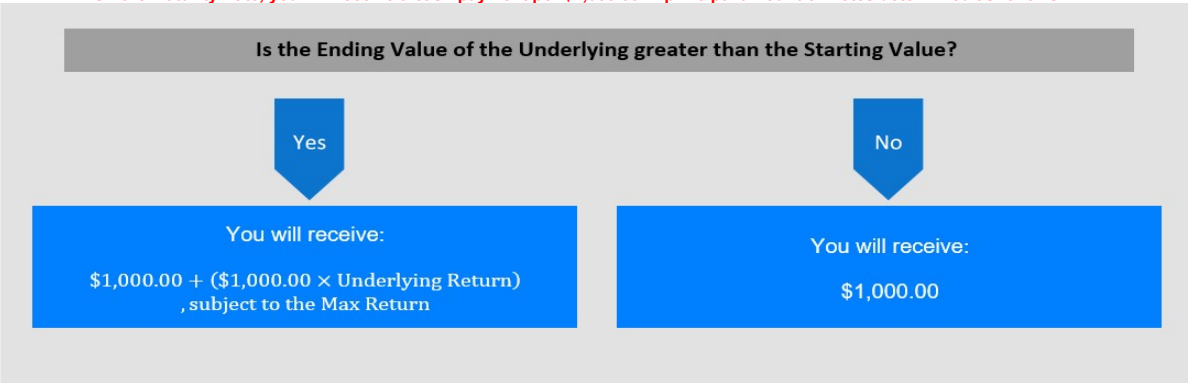 Is the Ending Value of the Underlying greater than the Starting Value?
Yes
No
You will receive:
$1,000.00 + ($1,000.00 × Underlying Return)
, subject to the Max Return
You will receive:
$1,000.00